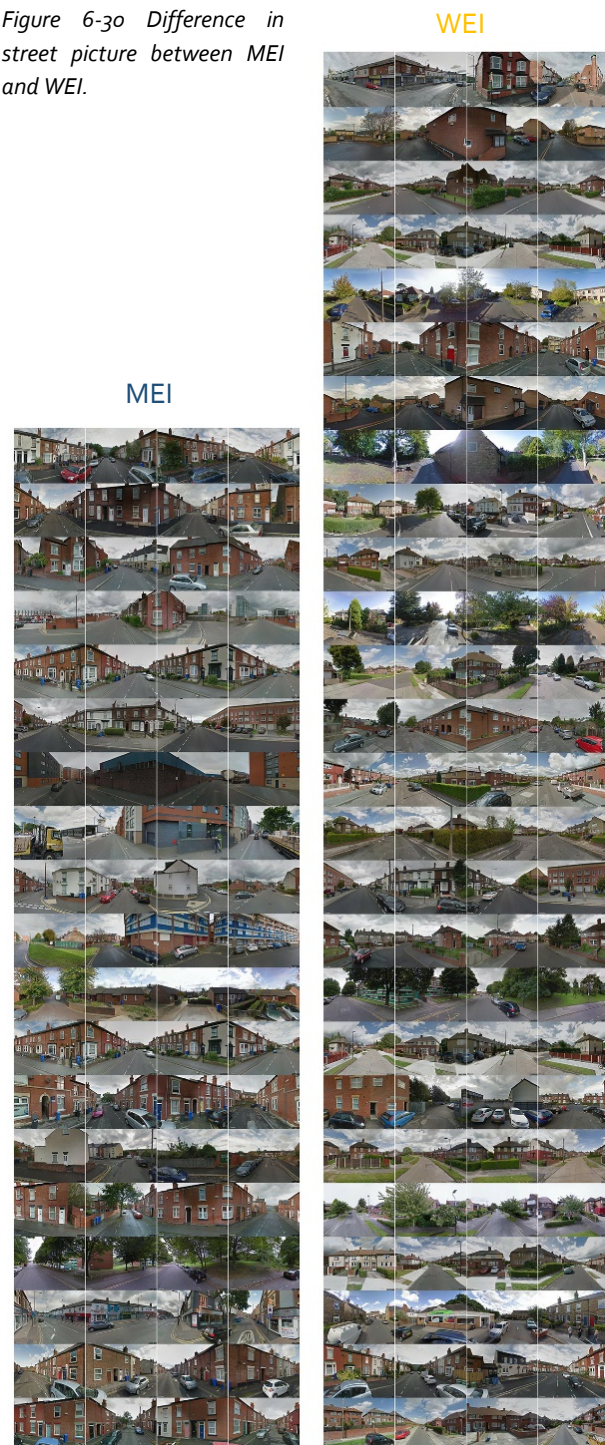 Figure 6-30 Difference in
street picture between MEI
and WEI.
WEI
MEI